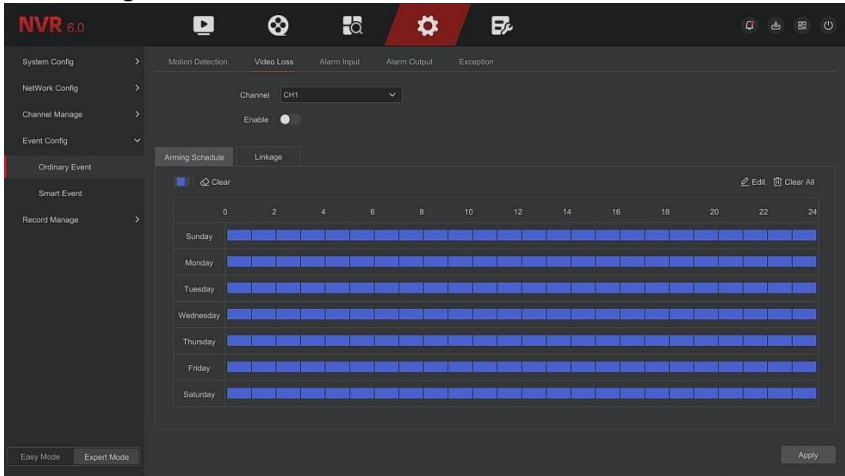 NVR 6.0
System Config
NetWork Config
Channel Manage
Event Config
Ordinary Event
Smart Event
Record Manage
Easy Mode Expert Mode
Motion Detection Video Loss Alarm Input Alarm Output Exception
Channel CH1
Enable
Arming Schedule Linkage
Clear Edit Clear All
0 2 4 6 8 10 12 14 16 18 20 22 24
Sunday
Monday
Tuesday
Wednesday
Thursday
Friday
Saturday
Apply